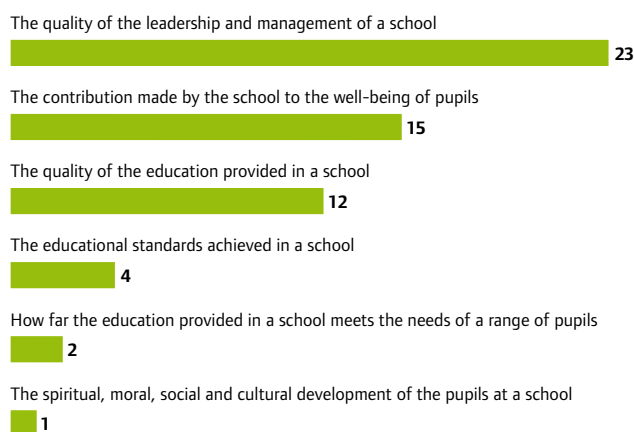 The quality of the leadership and management of a school
23
The contribution made by the school to the well-being of pupils
15
The quality of the education provided in a school
12
The educational standards achieved in a school
4
How far the education provided in a school meets the needs of a range of pupils
2
The spiritual, moral, social and cultural development of the pupils at a school
1